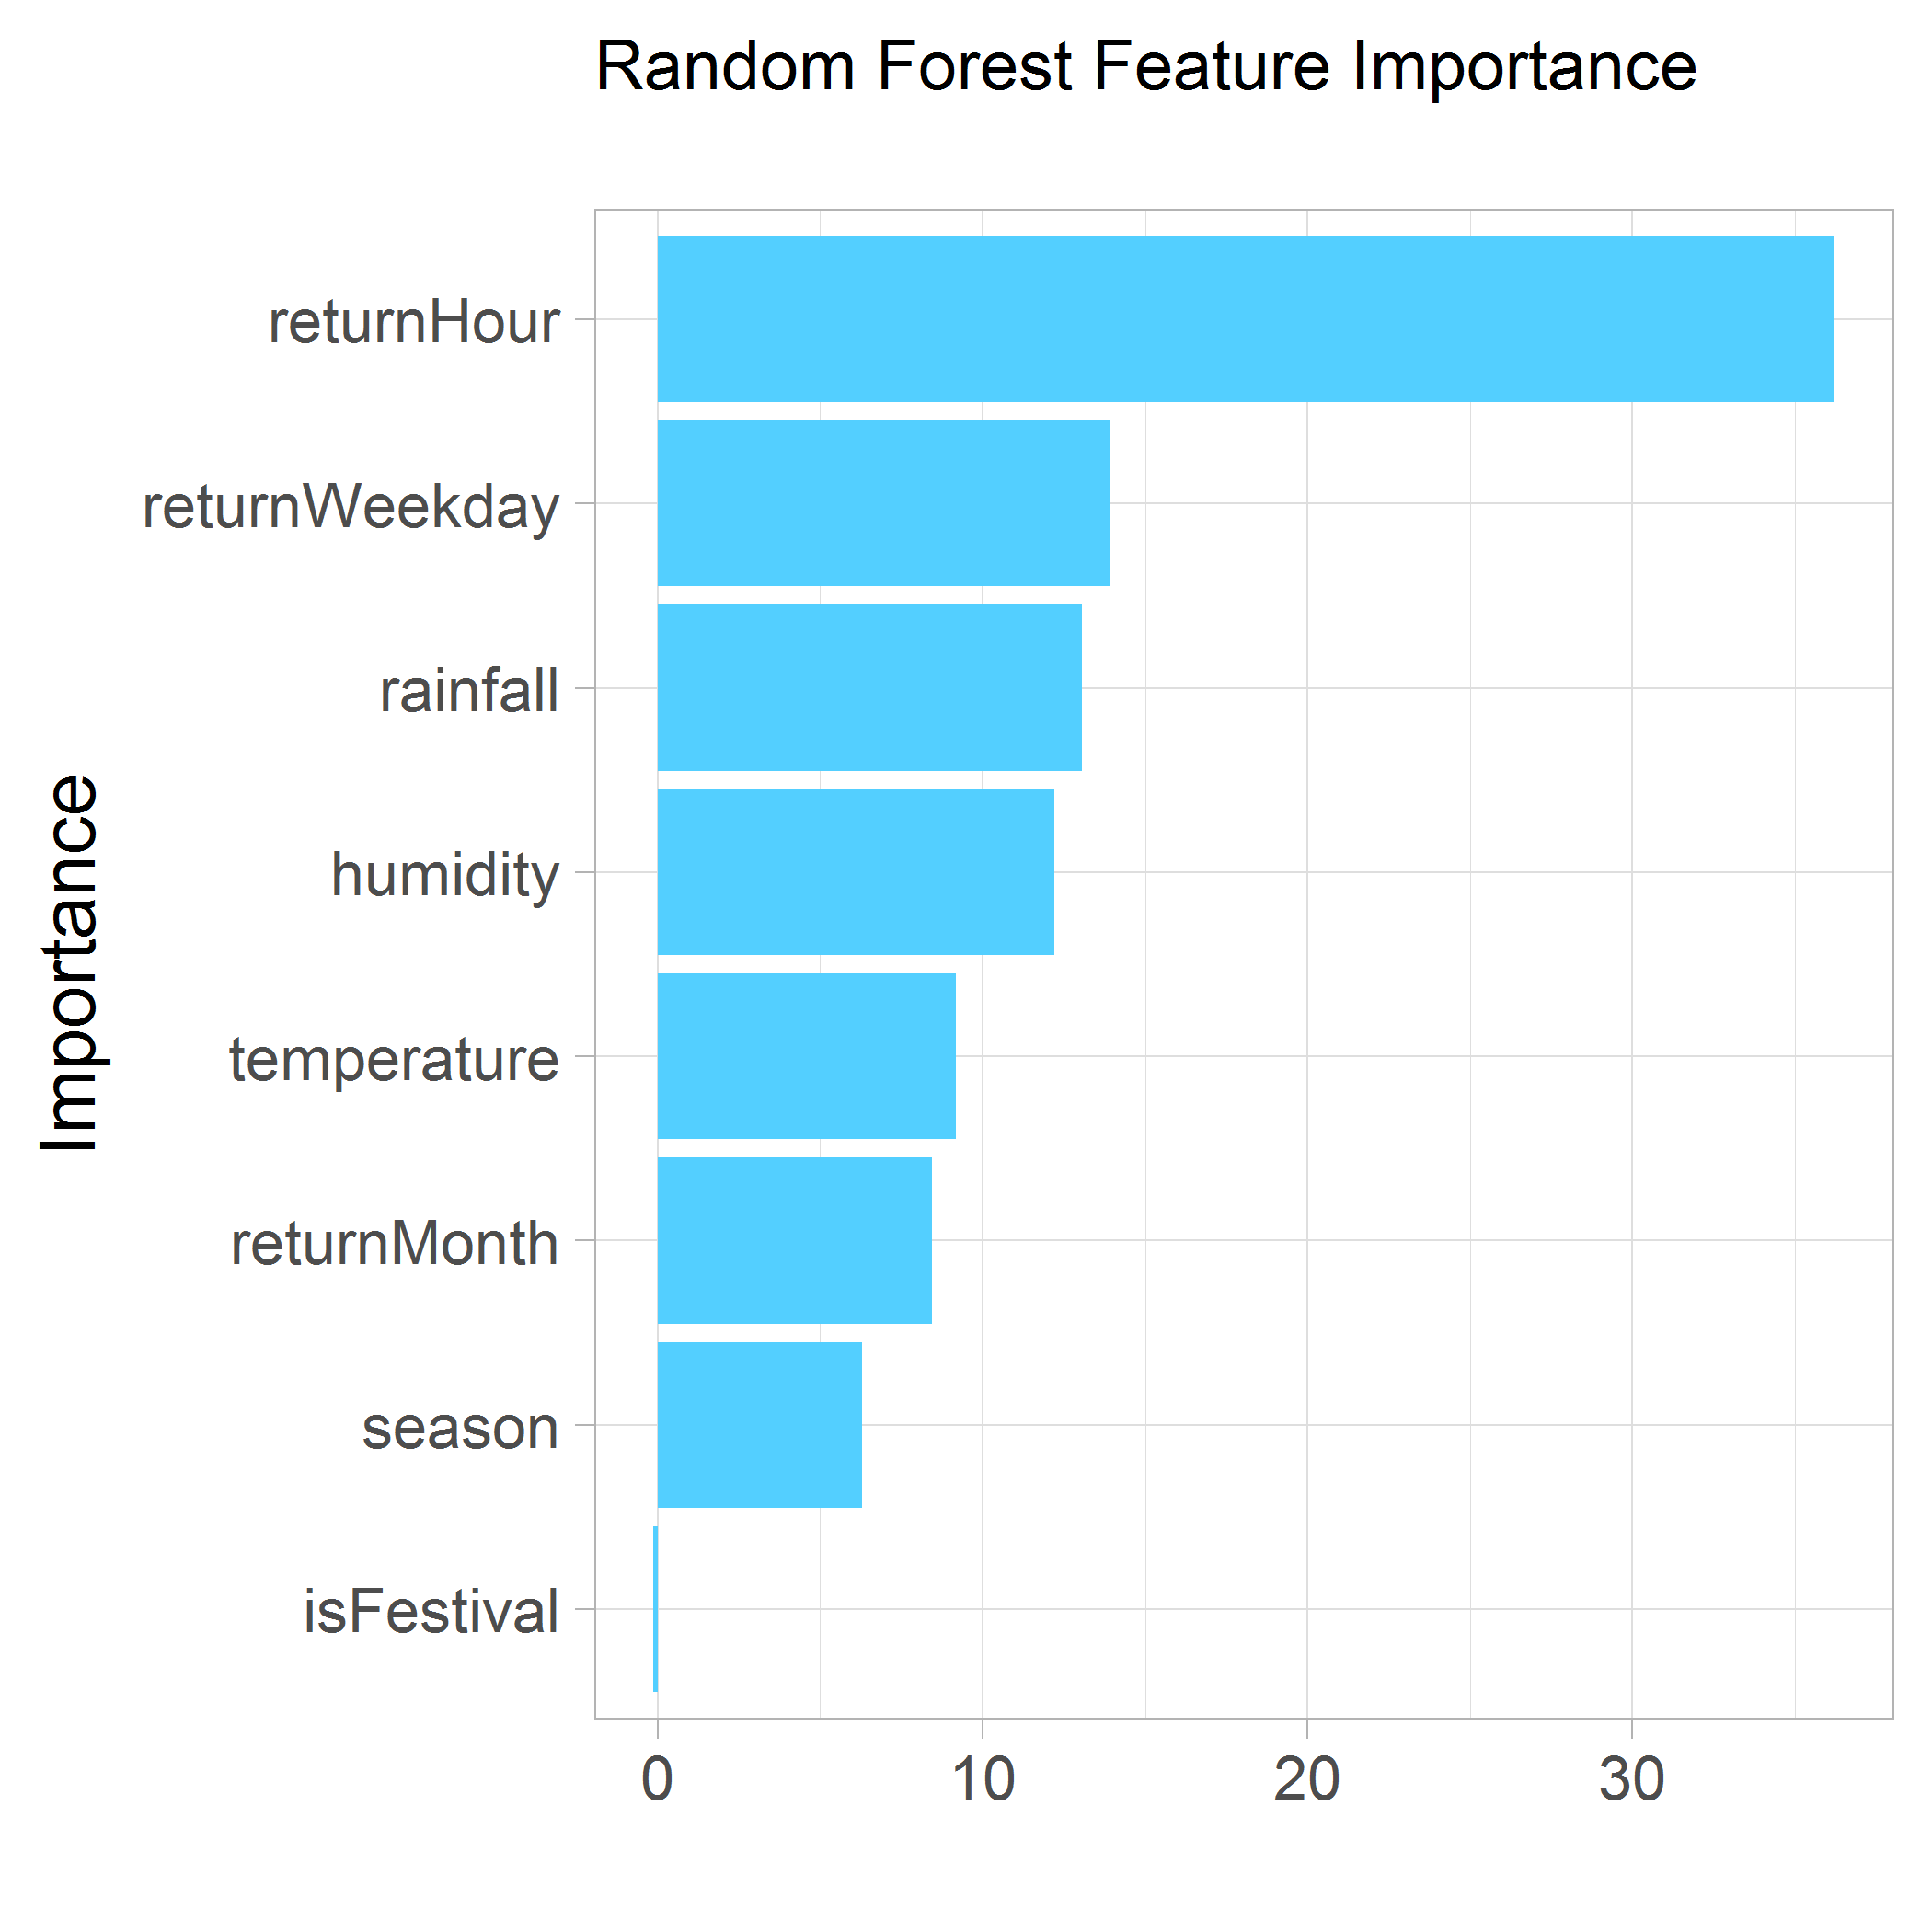 Random Forest Feature Importance
Importance
returnHour
returnWeekday
rainfall
humidity
temperature
returnMonth
season
isFestival
0 10 20 30